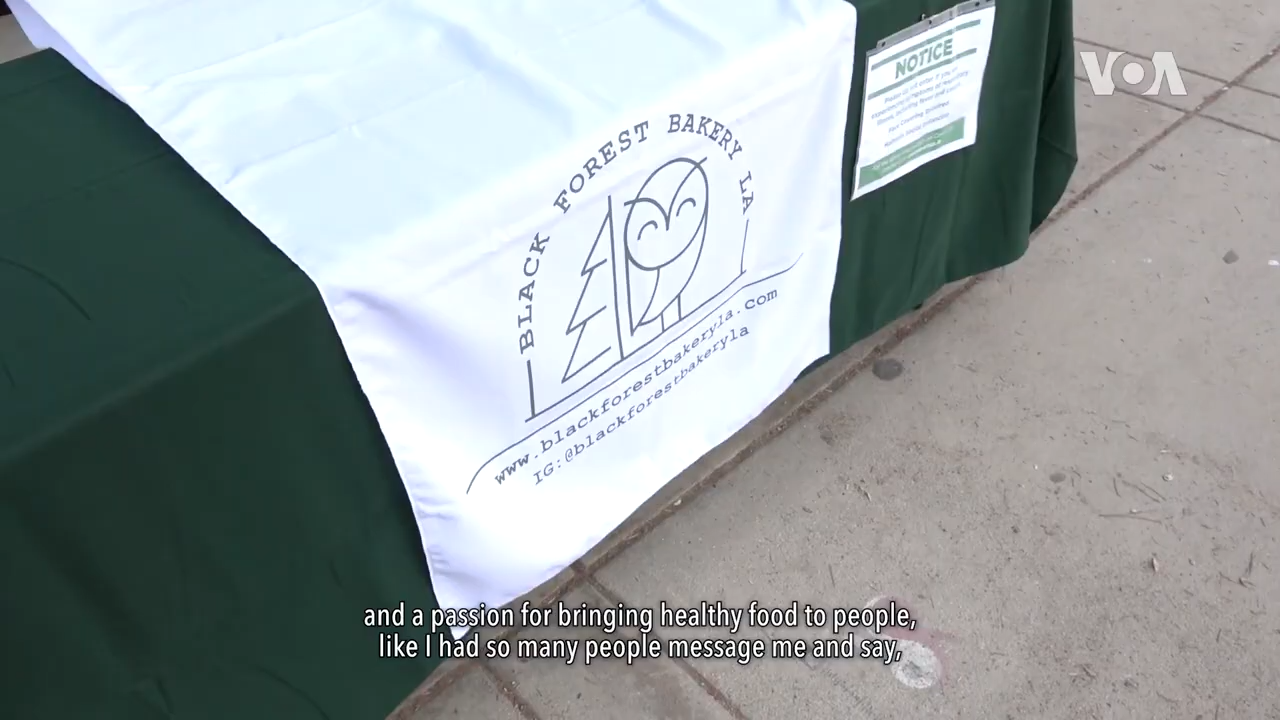 VOA
NOTICE
BLACK FOREST BAKERY LA
www.blackforestbakeryla.com
IG:@blackforestbakeryla
and a passion for bringing healthy food to people,
like I had so many people message me and say,